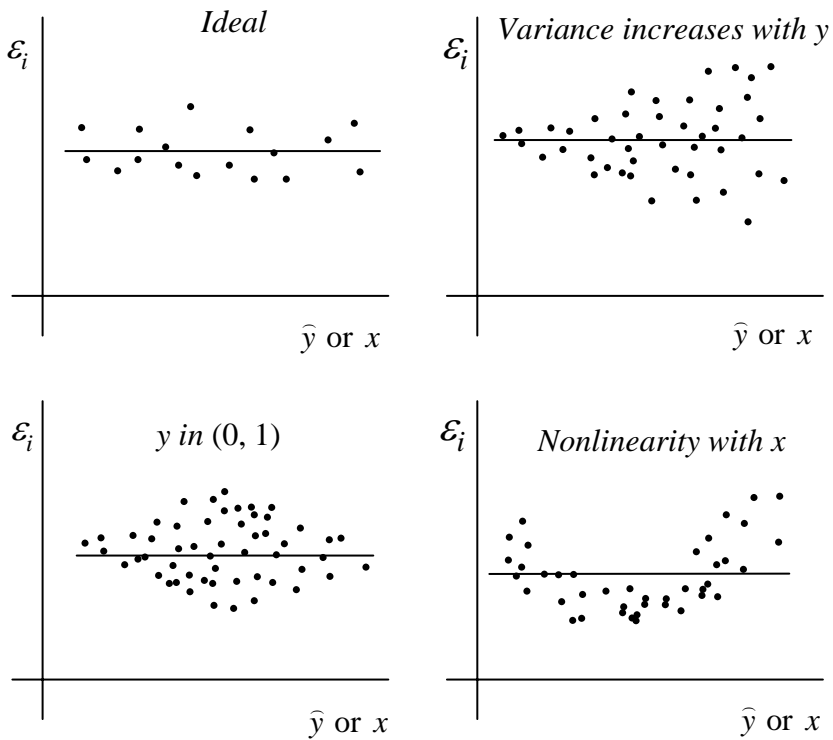 Ideal
εᵢ
ŷ or x
Variance increases with y
εᵢ
ŷ or x
y in (0, 1)
εᵢ
ŷ or x
Nonlinearity with x
εᵢ
ŷ or x